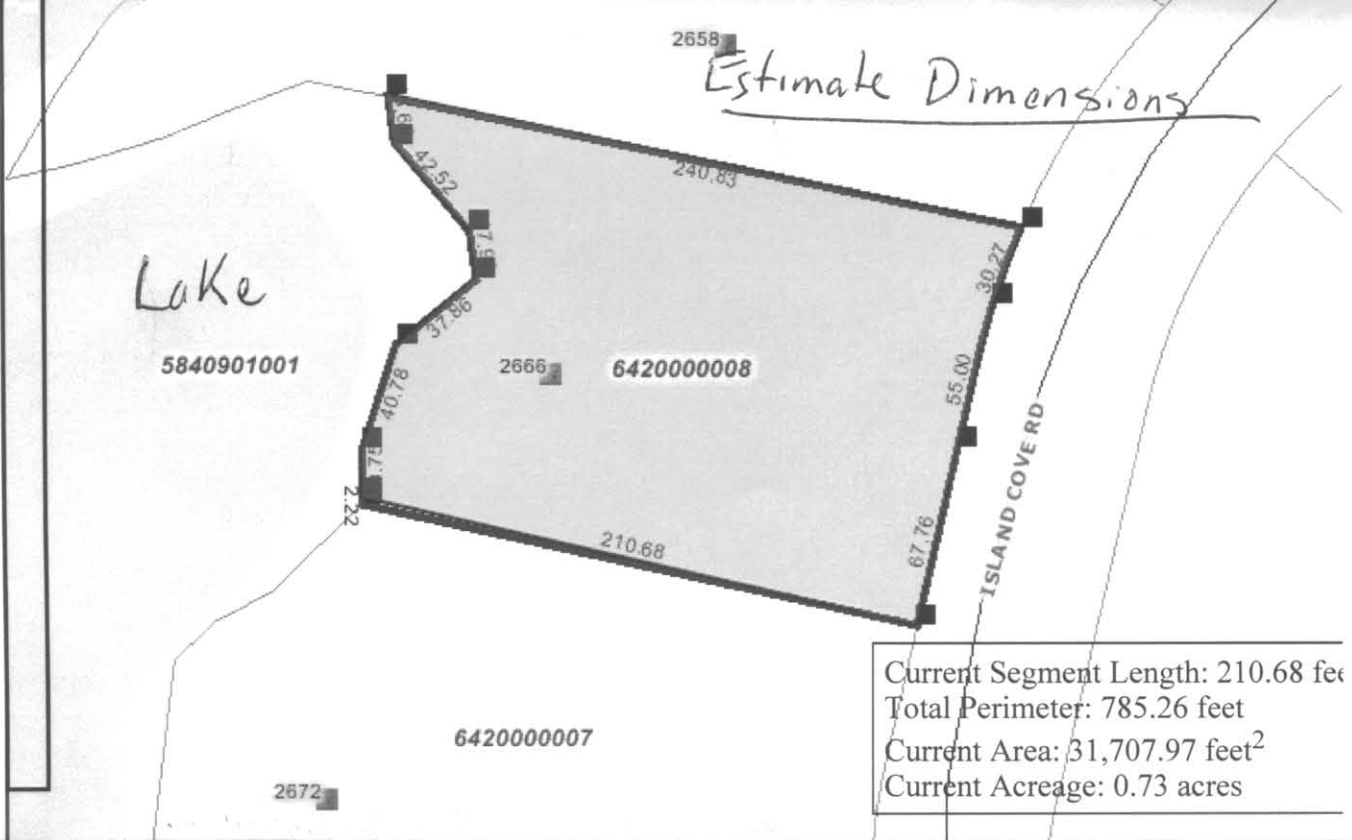 2658
Estimate Dimensions
42.52
240.83
Lake
30.27
37.86
5840901001
2666
6420000008
40.78
55.00
ISLAND COVE RD
2.22
210.68
67.76
Current Segment Length: 210.68
Total Perimeter: 785.26 feet
Current Area: 31,707.97 feet²
Current Acreage: 0.73 acres
6420000007
2672